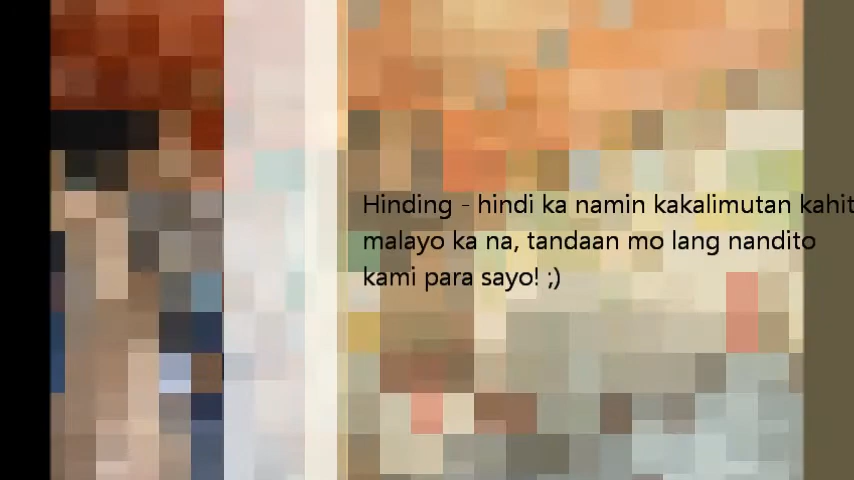 Hinding - hindi ka namin kakalimutan kahit
malayo ka na, tandaan mo lang nandito
kami para sayo! ;)